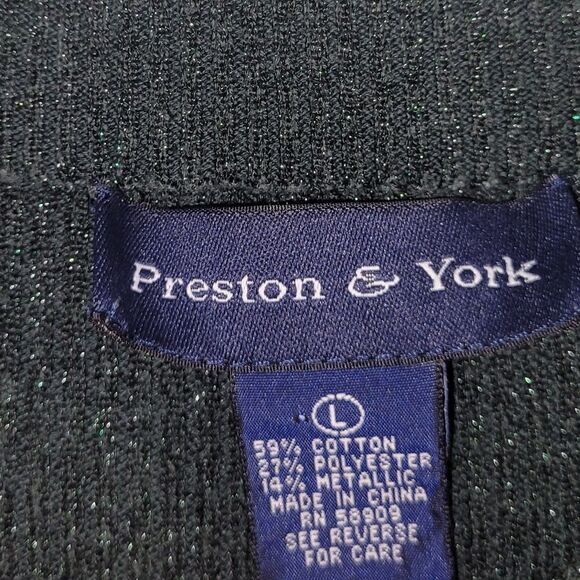 Preston & York
L
59% COTTON
27% POLYESTER
14% METALLIC
MADE IN CHINA
RN 58909
SEE REVERSE
FOR CARE